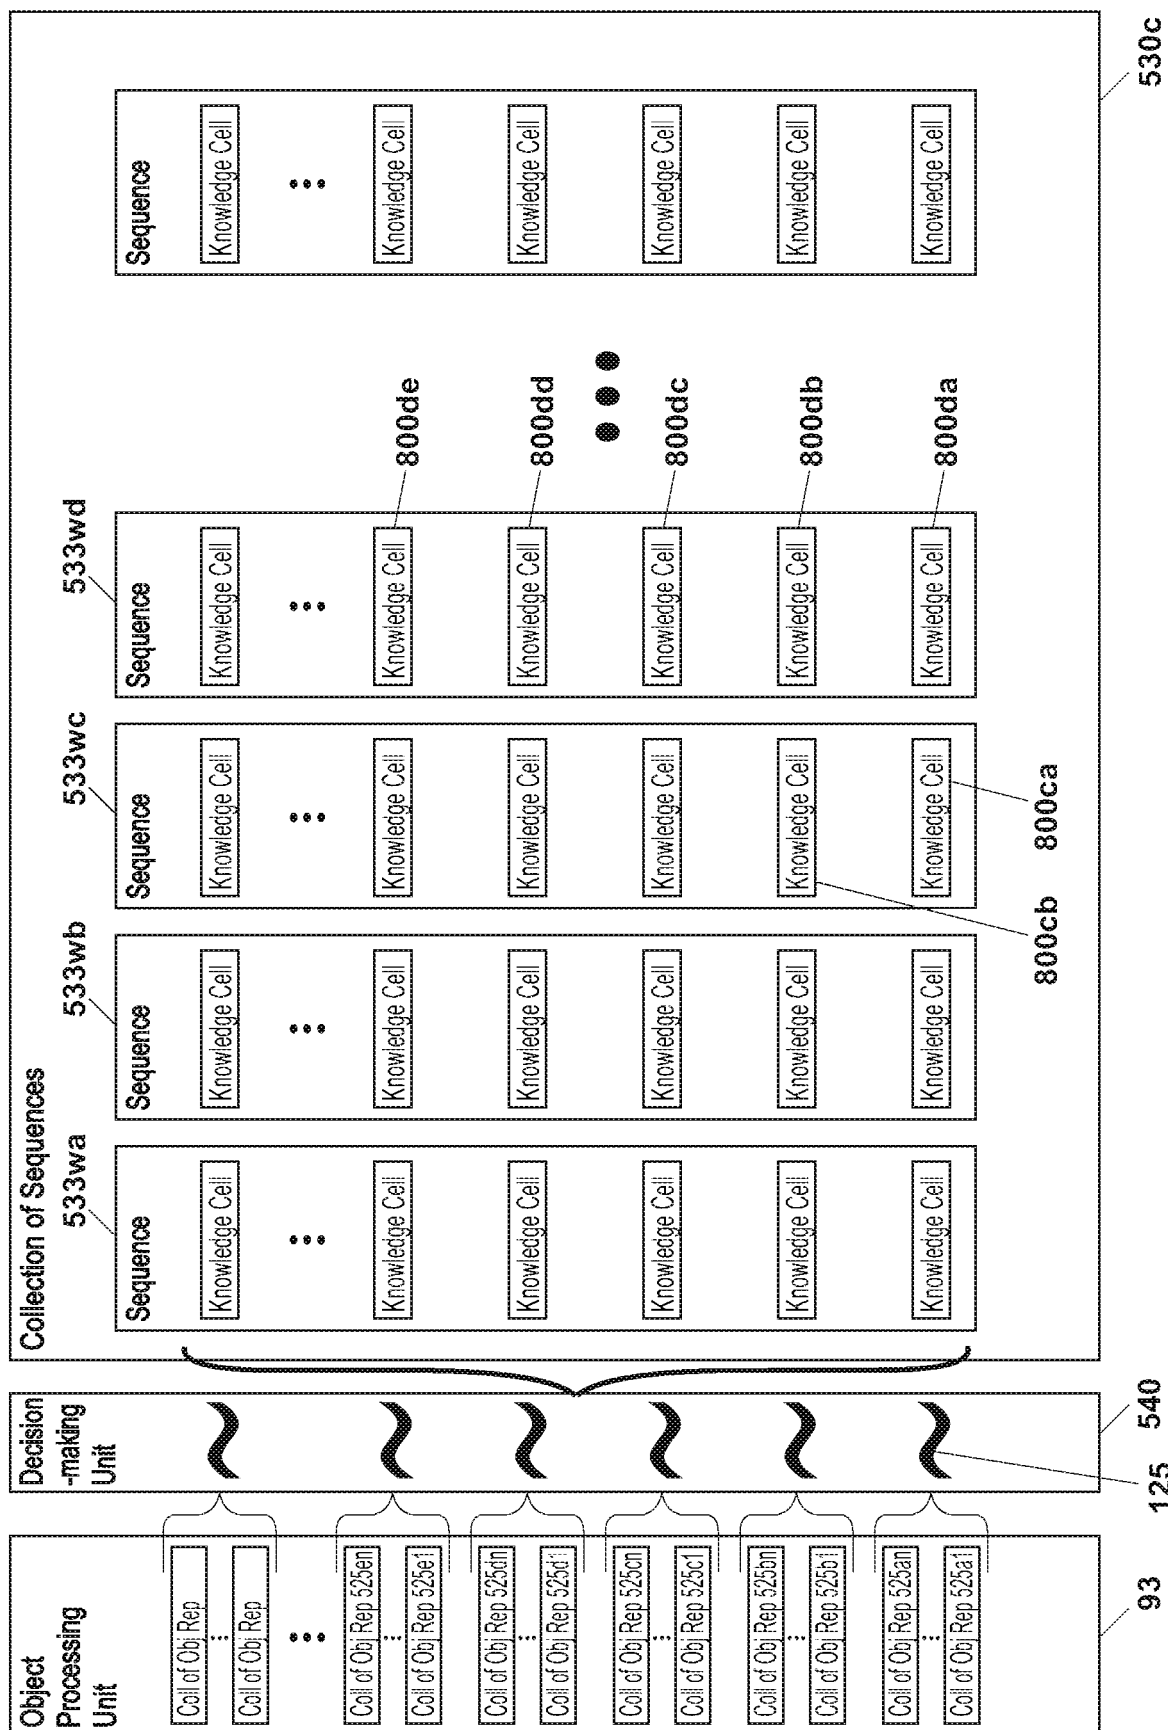 Object
Processing
Unit
Coll of Obj Rep
Coll of Obj Rep
Coll of Obj Rep 525en
Coll of Obj Rep 525e1
Coll of Obj Rep 525dn
Coll of Obj Rep 525d1
Coll of Obj Rep 525cn
Coll of Obj Rep 525c1
Coll of Obj Rep 525bn
Coll of Obj Rep 525b1
Coll of Obj Rep 525an
Coll of Obj Rep 525a1
93
Decision
-making
Unit
125
540
Collection of Sequences
533wa
Sequence
Knowledge Cell
Knowledge Cell
Knowledge Cell
Knowledge Cell
Knowledge Cell
Knowledge Cell
533wb
Sequence
Knowledge Cell
Knowledge Cell
Knowledge Cell
Knowledge Cell
Knowledge Cell
Knowledge Cell
533wc
Sequence
Knowledge Cell
Knowledge Cell
Knowledge Cell
Knowledge Cell
Knowledge Cell
Knowledge Cell
800cb
800ca
533wd
Sequence
Knowledge Cell
Knowledge Cell
Knowledge Cell
Knowledge Cell
Knowledge Cell
Knowledge Cell
800de
800dd
800dc
800db
800da
Sequence
Knowledge Cell
Knowledge Cell
Knowledge Cell
Knowledge Cell
Knowledge Cell
Knowledge Cell
530c